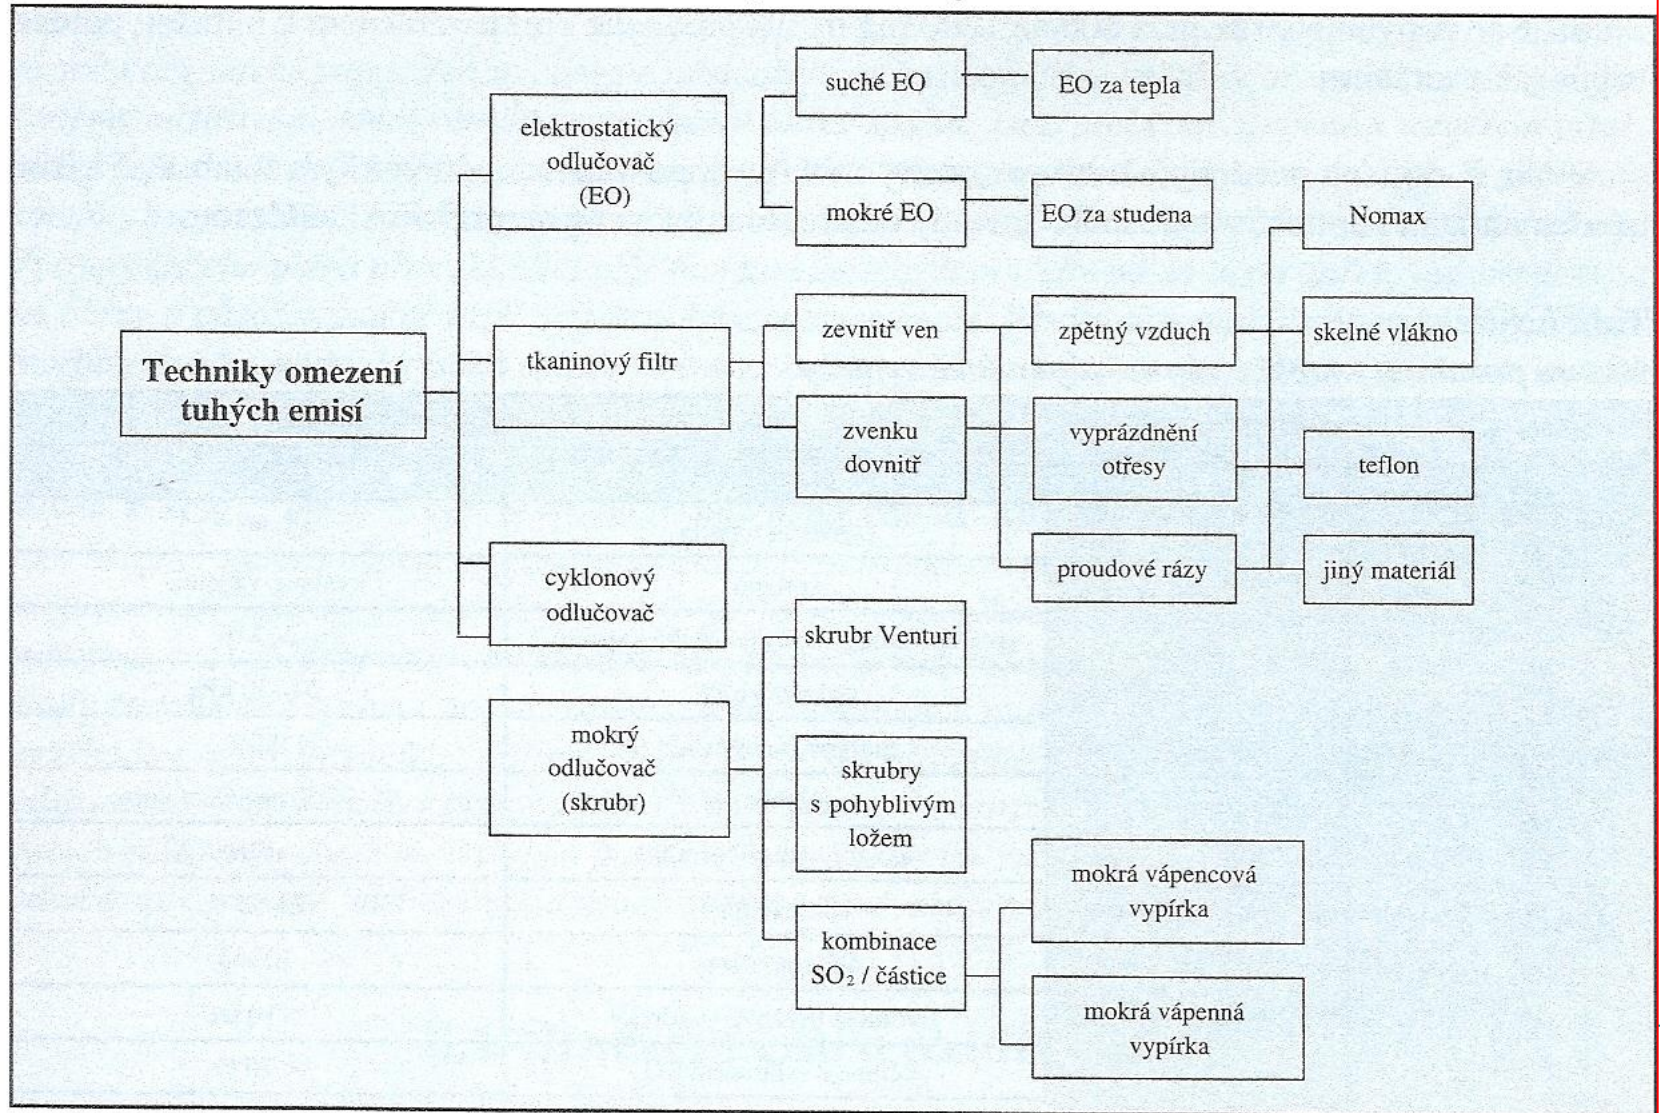 Techniky omezení
tuhých emisí
elektrostatický
odlučovač
(EO)
suché EO
EO za tepla
mokré EO
EO za studena
tkaninový filtr
zevnitř ven
zvenku
dovnitř
zpětný vzduch
vyprázdnění
otřesy
proudové rázy
Nomax
skelné vlákno
teflon
jiný materiál
cyklonový
odlučovač
mokrý
odlučovač
(skrubr)
skrubr Venturi
skrubry
s pohyblivým
ložem
kombinace
SO₂ / částice
mokrá vápencová
vypírka
mokrá vápenná
vypírka